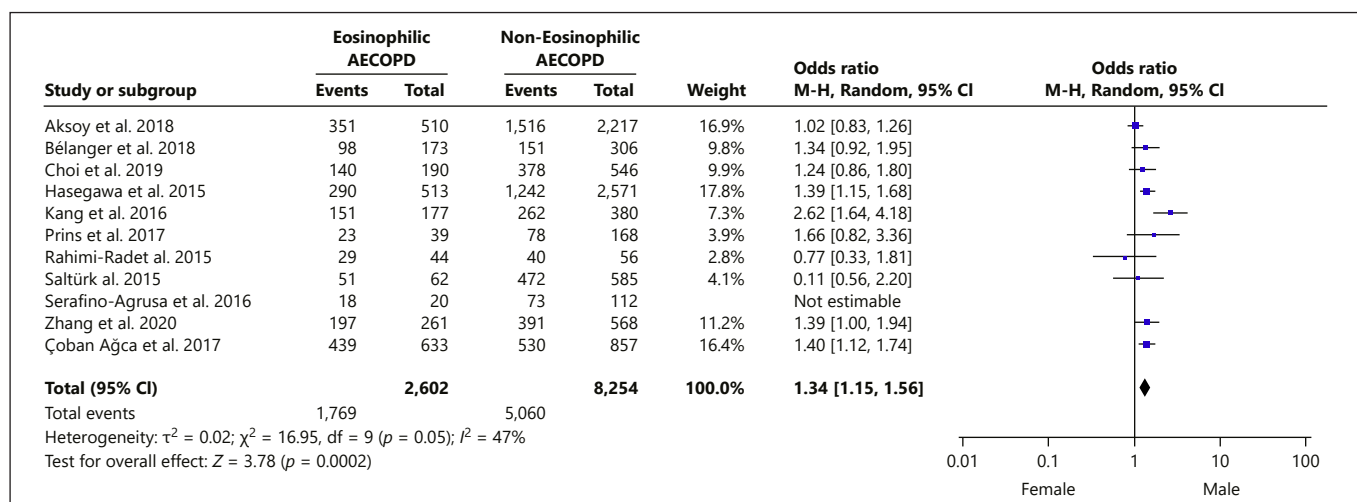 Eosinophilic AECOPD Non-Eosinophilic AECOPD
Study or subgroup Events Total Events Total Weight Odds ratio M-H, Random, 95% Cl Odds ratio M-H, Random, 95% Cl
Aksoy et al. 2018 351 510 1,516 2,217 16.9% 1.02 [0.83, 1.26]
Bélanger et al. 2018 98 173 151 306 9.8% 1.34 [0.92, 1.95]
Choi et al. 2019 140 190 378 546 9.9% 1.24 [0.86, 1.80]
Hasegawa et al. 2015 290 513 1,242 2,571 17.8% 1.39 [1.15, 1.68]
Kang et al. 2016 151 177 262 380 7.3% 2.62 [1.64, 4.18]
Prins et al. 2017 23 39 78 168 3.9% 1.66 [0.82, 3.36]
Rahimi-Radet al. 2015 29 44 40 56 2.8% 0.77 [0.33, 1.81]
Saltürk al. 2015 51 62 472 585 4.1% 0.11 [0.56, 2.20]
Serafino-Agrusa et al. 2016 18 20 73 112 Not estimable
Zhang et al. 2020 197 261 391 568 11.2% 1.39 [1.00, 1.94]
Çoban Ağca et al. 2017 439 633 530 857 16.4% 1.40 [1.12, 1.74]
Total (95% Cl) 2,602 8,254 100.0% 1.34 [1.15, 1.56]
Total events 1,769 5,060
Heterogeneity: τ² = 0.02; χ² = 16.95, df = 9 (p = 0.05); I² = 47%
Test for overall effect: Z = 3.78 (p = 0.0002)
0.01 0.1 1 10 100
Female Male